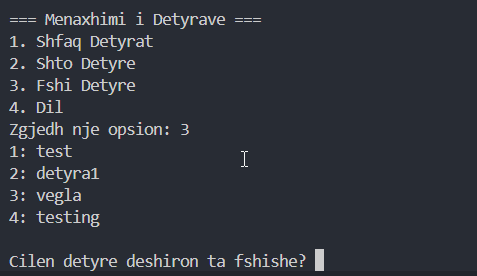 === Menaxhimi i Detyrave ===
1. Shfaq Detyrat
2. Shto Detyre
3. Fshi Detyre
4. Dil
Zgjedh nje opsion: 3
1: test
2: detyra1
3: vegla
4: testing
Cilen detyre deshiron ta fshishe?